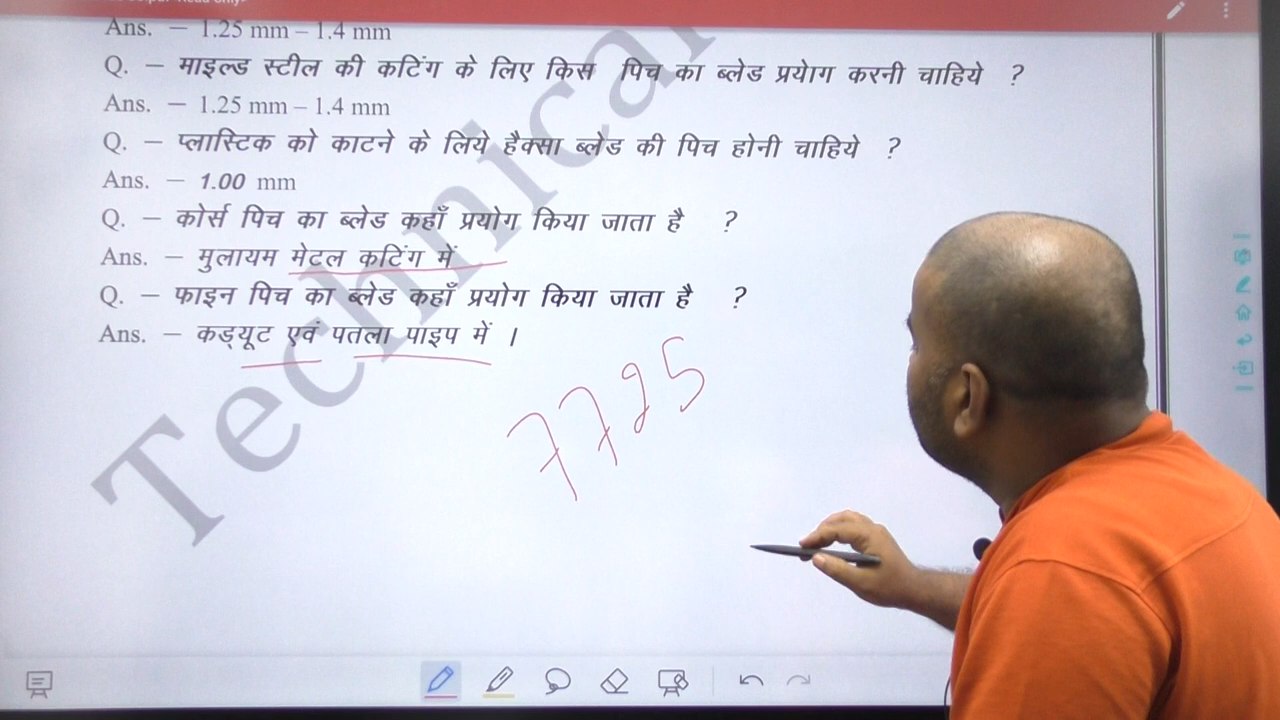 Ans. – 1.25 mm – 1.4 mm
Q. – माइल्ड स्टील की कटिंग के लिए किस पिच का ब्लेड प्रयोग करनी चाहिये ?
Ans. – 1.25 mm – 1.4 mm
Q. – प्लास्टिक को काटने के लिये हैक्सा ब्लेड की पिच होनी चाहिये ?
Ans. – 1.00 mm
Q. – कोर्स पिच का ब्लेड कहाँ प्रयोग किया जाता है ?
Ans. – मुलायम मेटल कटिंग में
Q. – फाइन पिच का ब्लेड कहाँ प्रयोग किया जाता है ?
Ans. – कड्यूट एवं पतला पाइप में ।
7725
Technical